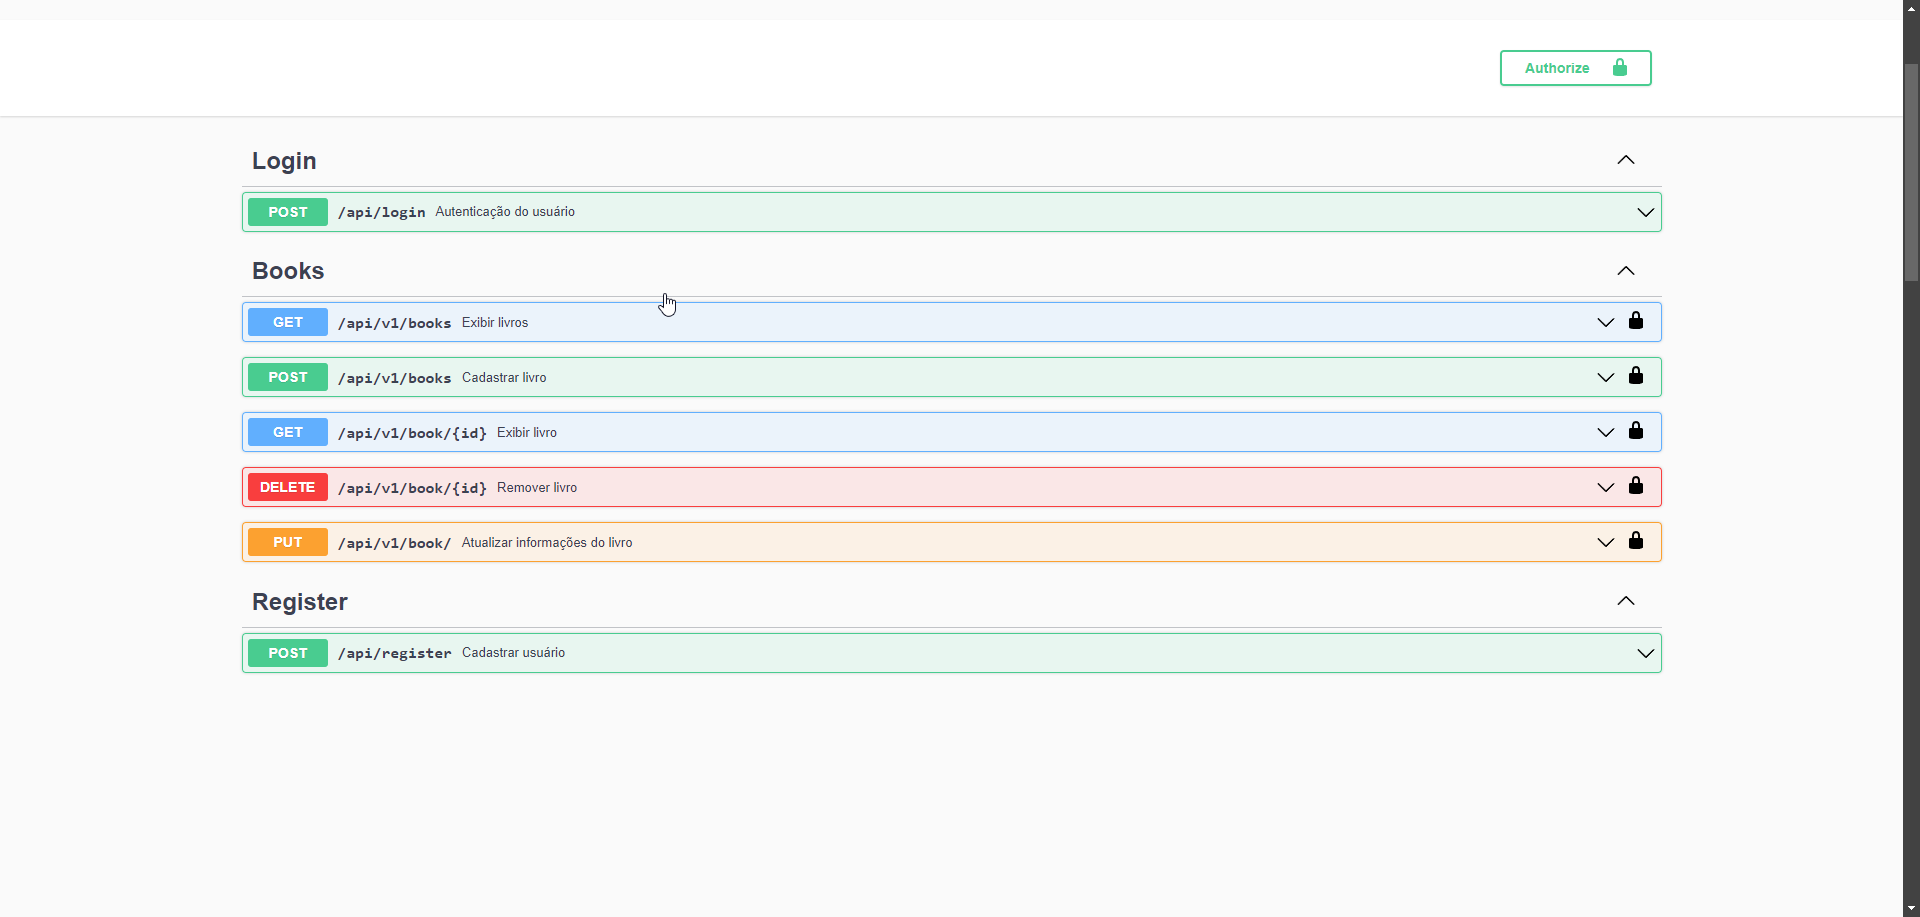 Authorize
Login
POST /api/login Autenticação do usuário
Books
GET /api/v1/books Exibir livros
POST /api/v1/books Cadastrar livro
GET /api/v1/book/{id} Exibir livro
DELETE /api/v1/book/{id} Remover livro
PUT /api/v1/book/ Atualizar informações do livro
Register
POST /api/register Cadastrar usuário